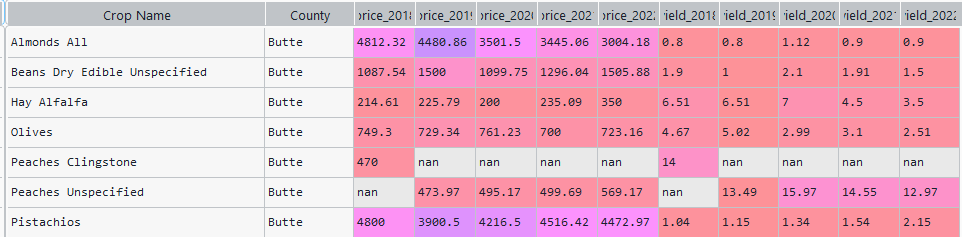 Crop Name County price_2018 price_2019 price_2020 price_2021 price_2022 yield_2018 yield_2019 yield_2020 yield_2021 yield_2022
Almonds All Butte 4812.32 4480.86 3501.5 3445.06 3004.18 0.8 0.8 1.12 0.9 0.9
Beans Dry Edible Unspecified Butte 1087.54 1500 1099.75 1296.04 1505.88 1.9 1 2.1 1.91 1.5
Hay Alfalfa Butte 214.61 225.79 200 235.09 350 6.51 6.51 7 4.5 3.5
Olives Butte 749.3 729.34 761.23 700 723.16 4.67 5.02 2.99 3.1 2.51
Peaches Clingstone Butte 470 nan nan nan nan 14 nan nan nan nan
Peaches Unspecified Butte nan 473.97 495.17 499.69 569.17 nan 13.49 15.97 14.55 12.97
Pistachios Butte 4800 3900.5 4216.5 4516.42 4472.97 1.04 1.15 1.34 1.54 2.15